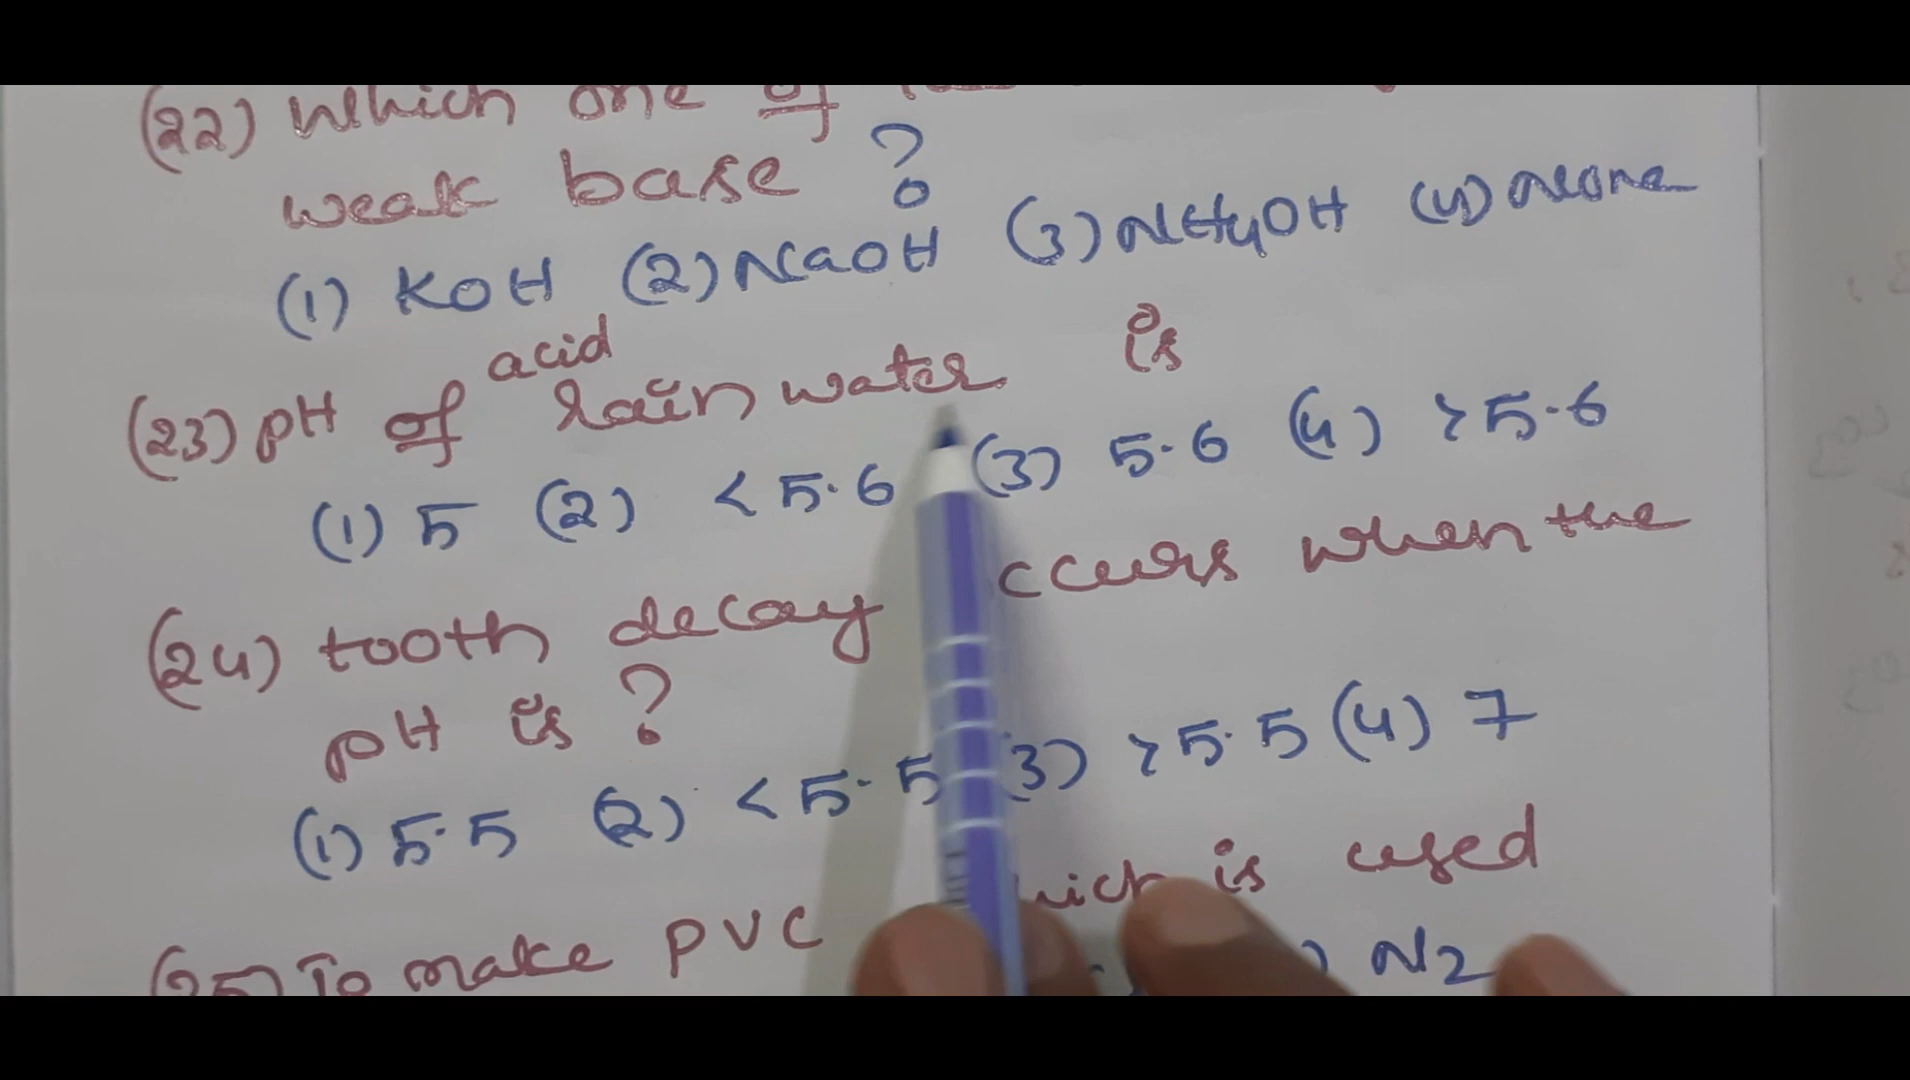 (22) Which one of
weak base ?
(1) KOH (2) NaOH (3) NH4OH (4) None
acid
(23) pH of rain water is
(1) 5 (2) < 5.6 (3) 5.6 (4) > 5.6
(24) tooth decay ccurs when the
pH is ?
(1) 5.5 (2) < 5.5 (3) > 5.5 (4) 7
(25) To make PVC hich is used
) N2